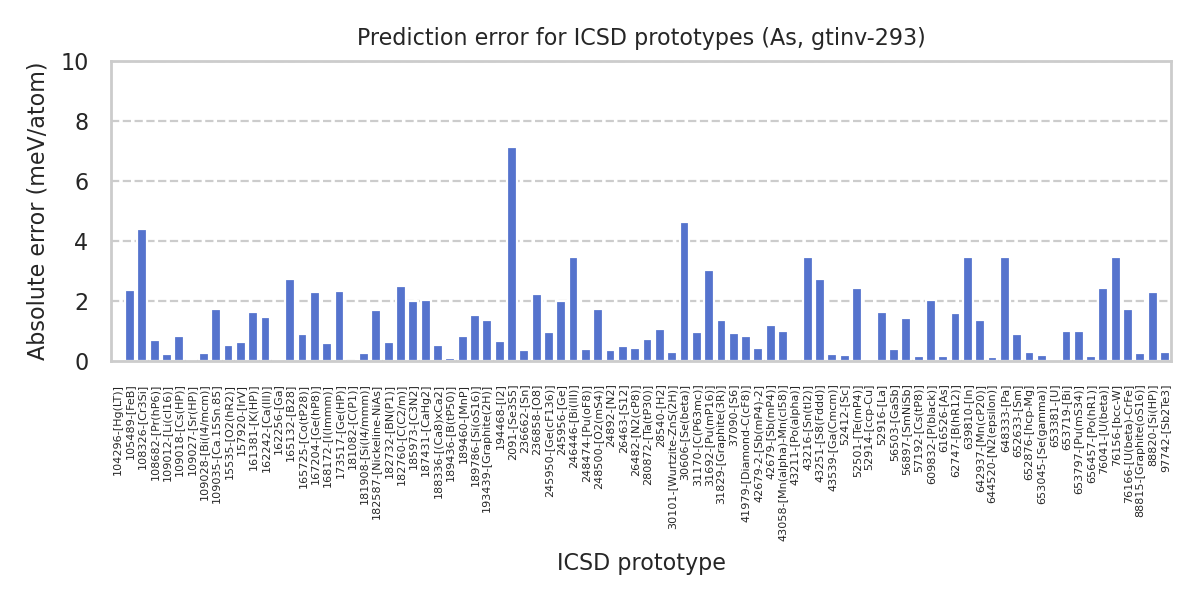 Prediction error for ICSD prototypes (As, gtinv-293)
Absolute error (meV/atom)
10
8
6
4
2
0
104296-[Hg(LT)]
105489-[FeB]
108326-[Cr3Si]
108682-[Pr(hP6)]
109012-[Li(cI16)]
109018-[Cs(HP)]
109027-[Sr(HP)]
109028-[Bi(I4/mcm)]
109035-[Ca.15Sn.85]
15535-[O2(hR2)]
157920-[IrV]
161381-[K(HP)]
162242-[Ca(III)]
162256-[Ga]
165132-[B28]
165725-[Co(tP28)]
167204-[Ge(hP8)]
168172-[I(Immm)]
173517-[Ge(HP)]
181082-[C(P1)]
181908-[Si(I4/mmm)]
182587-[Nickeline-NiAs]
182732-[BN(P1)]
182760-[C(C2/m)]
185973-[C3N2]
187431-[CaHg2]
188336-[(Ca8)xCa2]
189436-[B(tP50)]
189460-[MnP]
189786-[Si(oS16)]
193439-[Graphite(2H)]
194468-[I2]
2091-[Se3S5]
236662-[Sn]
236858-[O8]
245950-[Ge(cF136)]
245956-[Ge]
246446-[Bi(III)]
248474-[Pu(oF8)]
248500-[O2(mS4)]
24892-[N2]
26463-[S12]
26482-[N2(cP8)]
280872-[Ta(tP30)]
28540-[H2]
30101-[Wurtzite-ZnS(2H)]
30606-[Se(beta)]
31170-[C(P63mc)]
31692-[Pu(mP16)]
31829-[Graphite(3R)]
37090-[S6]
41979-[Diamond-C(cF8)]
42679-2-[Sb(mP4)-2]
42679-[Sb(mP4)]
43058-[Mn(alpha)-Mn(cI58)]
43211-[Po(alpha)]
43216-[Sn(tI2)]
43251-[S8(Fddd)]
43539-[Ga(Cmcm)]
52412-[Sc]
52501-[Te(mP4)]
52914-[ccp-Cu]
52916-[La]
56503-[GaSb]
56897-[SmNiSb]
57192-[Cs(tP8)]
609832-[P(black)]
616526-[As]
62747-[B(hR12)]
639810-[In]
642937-[Mn(cP20)]
644520-[N2(epsilon)]
648333-[Pa]
652633-[Sm]
652876-[hcp-Mg]
653045-[Se(gamma)]
653381-[U]
653719-[Bi]
653797-[Pu(mS34)]
656457-[Po(hR1)]
76041-[U(beta)]
76156-[bcc-W]
76166-[U(beta)-CrFe]
88815-[Graphite(oS16)]
88820-[Si(HP)]
97742-[Sb2Te3]
ICSD prototype